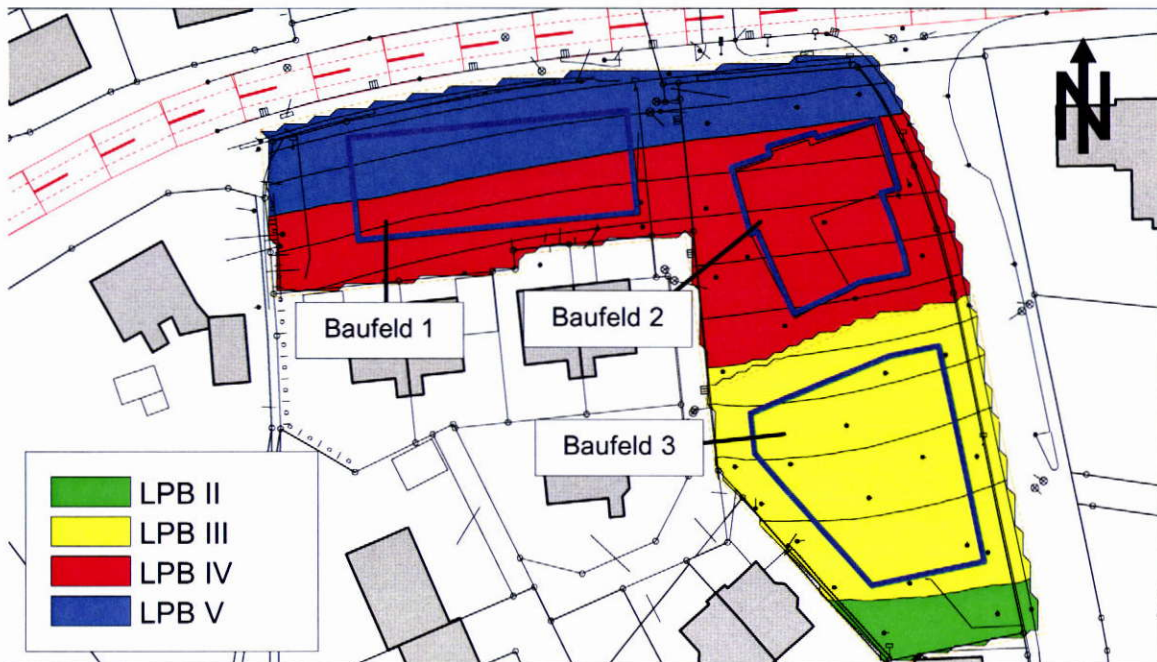 N
Baufeld 1
Baufeld 2
Baufeld 3
LPB II
LPB III
LPB IV
LPB V